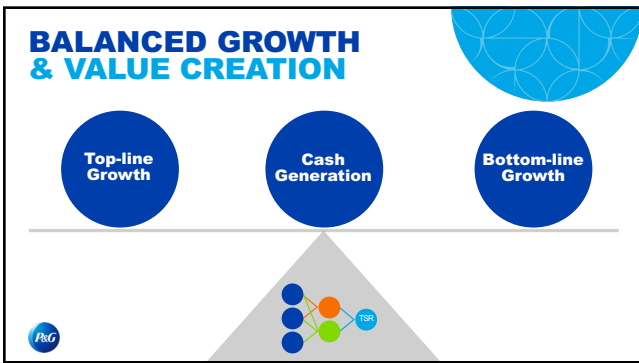 BALANCED GROWTH
& VALUE CREATION
Top-line
Growth
Cash
Generation
Bottom-line
Growth
TSR
P&G